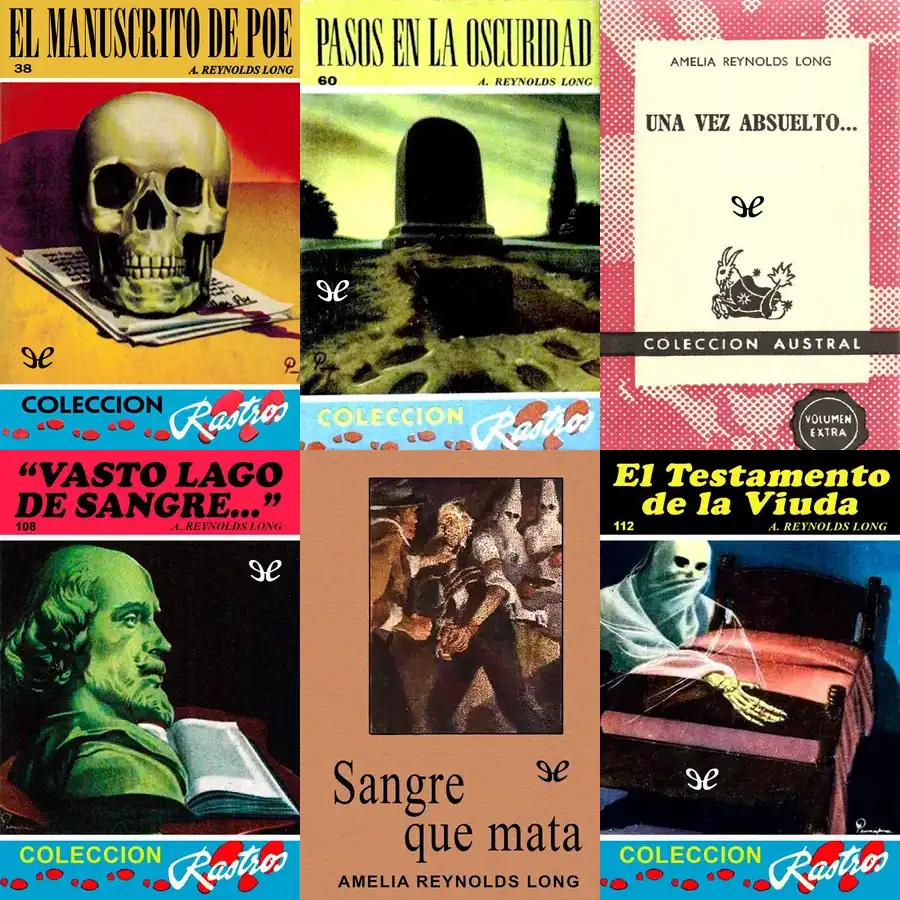 EL MANUSCRITO DE POE
38
A. REYNOLDS LONG
COLECCION Rastros
PASOS EN LA OSCURIDAD
60
A. REYNOLDS LONG
COLECCION Rastros
AMELIA REYNOLDS LONG
UNA VEZ ABSUELTO...
COLECCION AUSTRAL
VOLUMEN
EXTRA
“VASTO LAGO
DE SANGRE...”
108
A. REYNOLDS LONG
COLECCION Rastros
Sangre
que mata
AMELIA REYNOLDS LONG
El Testamento
de la Viuda
112
A. REYNOLDS LONG
COLECCION Rastros